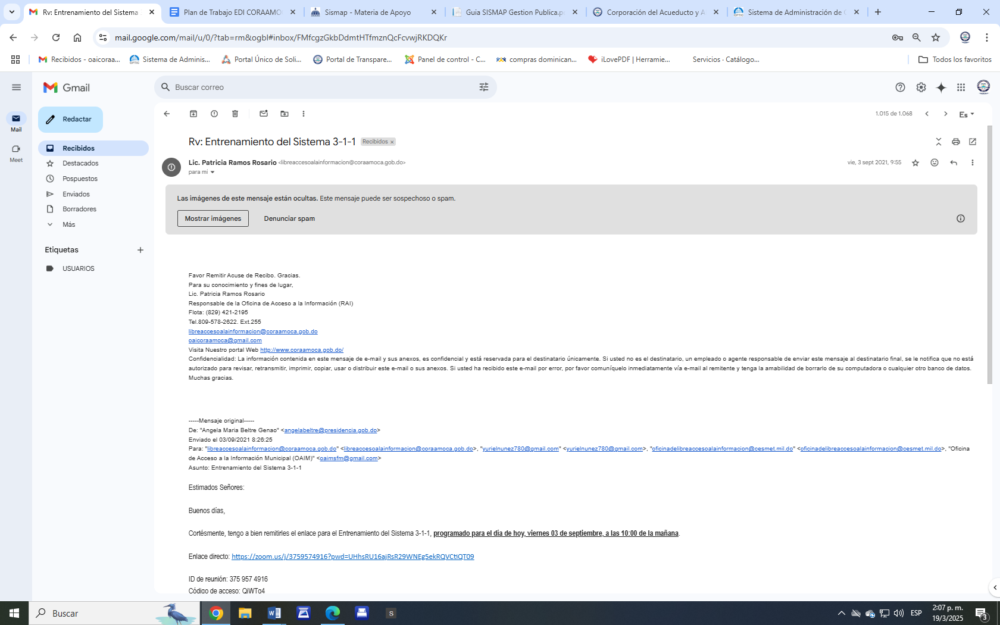 Rv: Entrenamiento del Sistema
Plan de Trabajo EDI CORAAMO
Sismap - Materia de Apoyo
Guia SISMAP Gestion Publica.p
Corporación del Acueducto y A
Sistema de Administración de
mail.google.com/mail/u/0/?tab=rm&ogbl#inbox/FMfcgzGkbDdmtHTfmznQcFcvwjRKDQKr
Recibidos - oaicoraa...
Sistema de Adminis...
Portal Único de Soli...
Portal de Transpare...
Panel de control - C...
compras dominican...
iLovePDF | Herramie...
Servicios · Catálogo...
Todos los favoritos
Gmail
Buscar correo
Mail
Meet
Redactar
Recibidos
Destacados
Pospuestos
Enviados
Borradores
Más
Etiquetas
USUARIOS
1.015 de 1.068
Es
Rv: Entrenamiento del Sistema 3-1-1 Recibidos x
Lic. Patricia Ramos Rosario <libreaccesoalainformacion@coraamoca.gob.do>
vie, 3 sept 2021, 9:55
para mí
Las imágenes de este mensaje están ocultas. Este mensaje puede ser sospechoso o spam.
Mostrar imágenes
Denunciar spam
Favor Remitir Acuse de Recibo. Gracias.
Para su conocimiento y fines de lugar,
Lic. Patricia Ramos Rosario
Responsable de la Oficina de Acceso a la Información (RAI)
Flota: (829) 421-2195
Tel.809-578-2622. Ext.255
libreaccesoalainformacion@coraamoca.gob.do
oaicoraamoca@gmail.com
Visita Nuestro portal Web http://www.coraamoca.gob.do/
Confidencialidad: La información contenida en este mensaje de e-mail y sus anexos, es confidencial y está reservada para el destinatario únicamente. Si usted no es el destinatario, un empleado o agente responsable de enviar este mensaje al destinatario final, se le notifica que no está
autorizado para revisar, retransmitir, imprimir, copiar, usar o distribuir este e-mail o sus anexos. Si usted ha recibido este e-mail por error, por favor comuníquelo inmediatamente vía e-mail al remitente y tenga la amabilidad de borrarlo de su computadora o cualquier otro banco de datos.
Muchas gracias.
-----Mensaje original-----
De: "Angela Maria Beltre Genao" <angelabeltre@presidencia.gob.do>
Enviado el 03/09/2021 8:26:25
Para: "libreaccesoalainformacion@coraamoca.gob.do" <libreaccesoalainformacion@coraamoca.gob.do>, "yurielnunez780@gmail.com" <yurielnunez780@gmail.com>, "oficinadelibreaccesoalainformacion@cesmet.mil.do" <oficinadelibreaccesoalainformacion@cesmet.mil.do>, "Oficina
de Acceso a la Información Municipal (OAIM)" <oaimsfm@gmail.com>
Asunto: Entrenamiento del Sistema 3-1-1
Estimados Señores:
Buenos días,
Cortésmente, tengo a bien remitirles el enlace para el Entrenamiento del Sistema 3-1-1, programado para el día de hoy, viernes 03 de septiembre, a las 10:00 de la mañana.
Enlace directo: https://zoom.us/j/3759574916?pwd=UHhsRU16ajRsR29WNEg5ekRQVCtiQT09
ID de reunión: 375 957 4916
Código de acceso: QiWTg4
Buscar
ESP
2:07 p. m.
19/3/2025
3